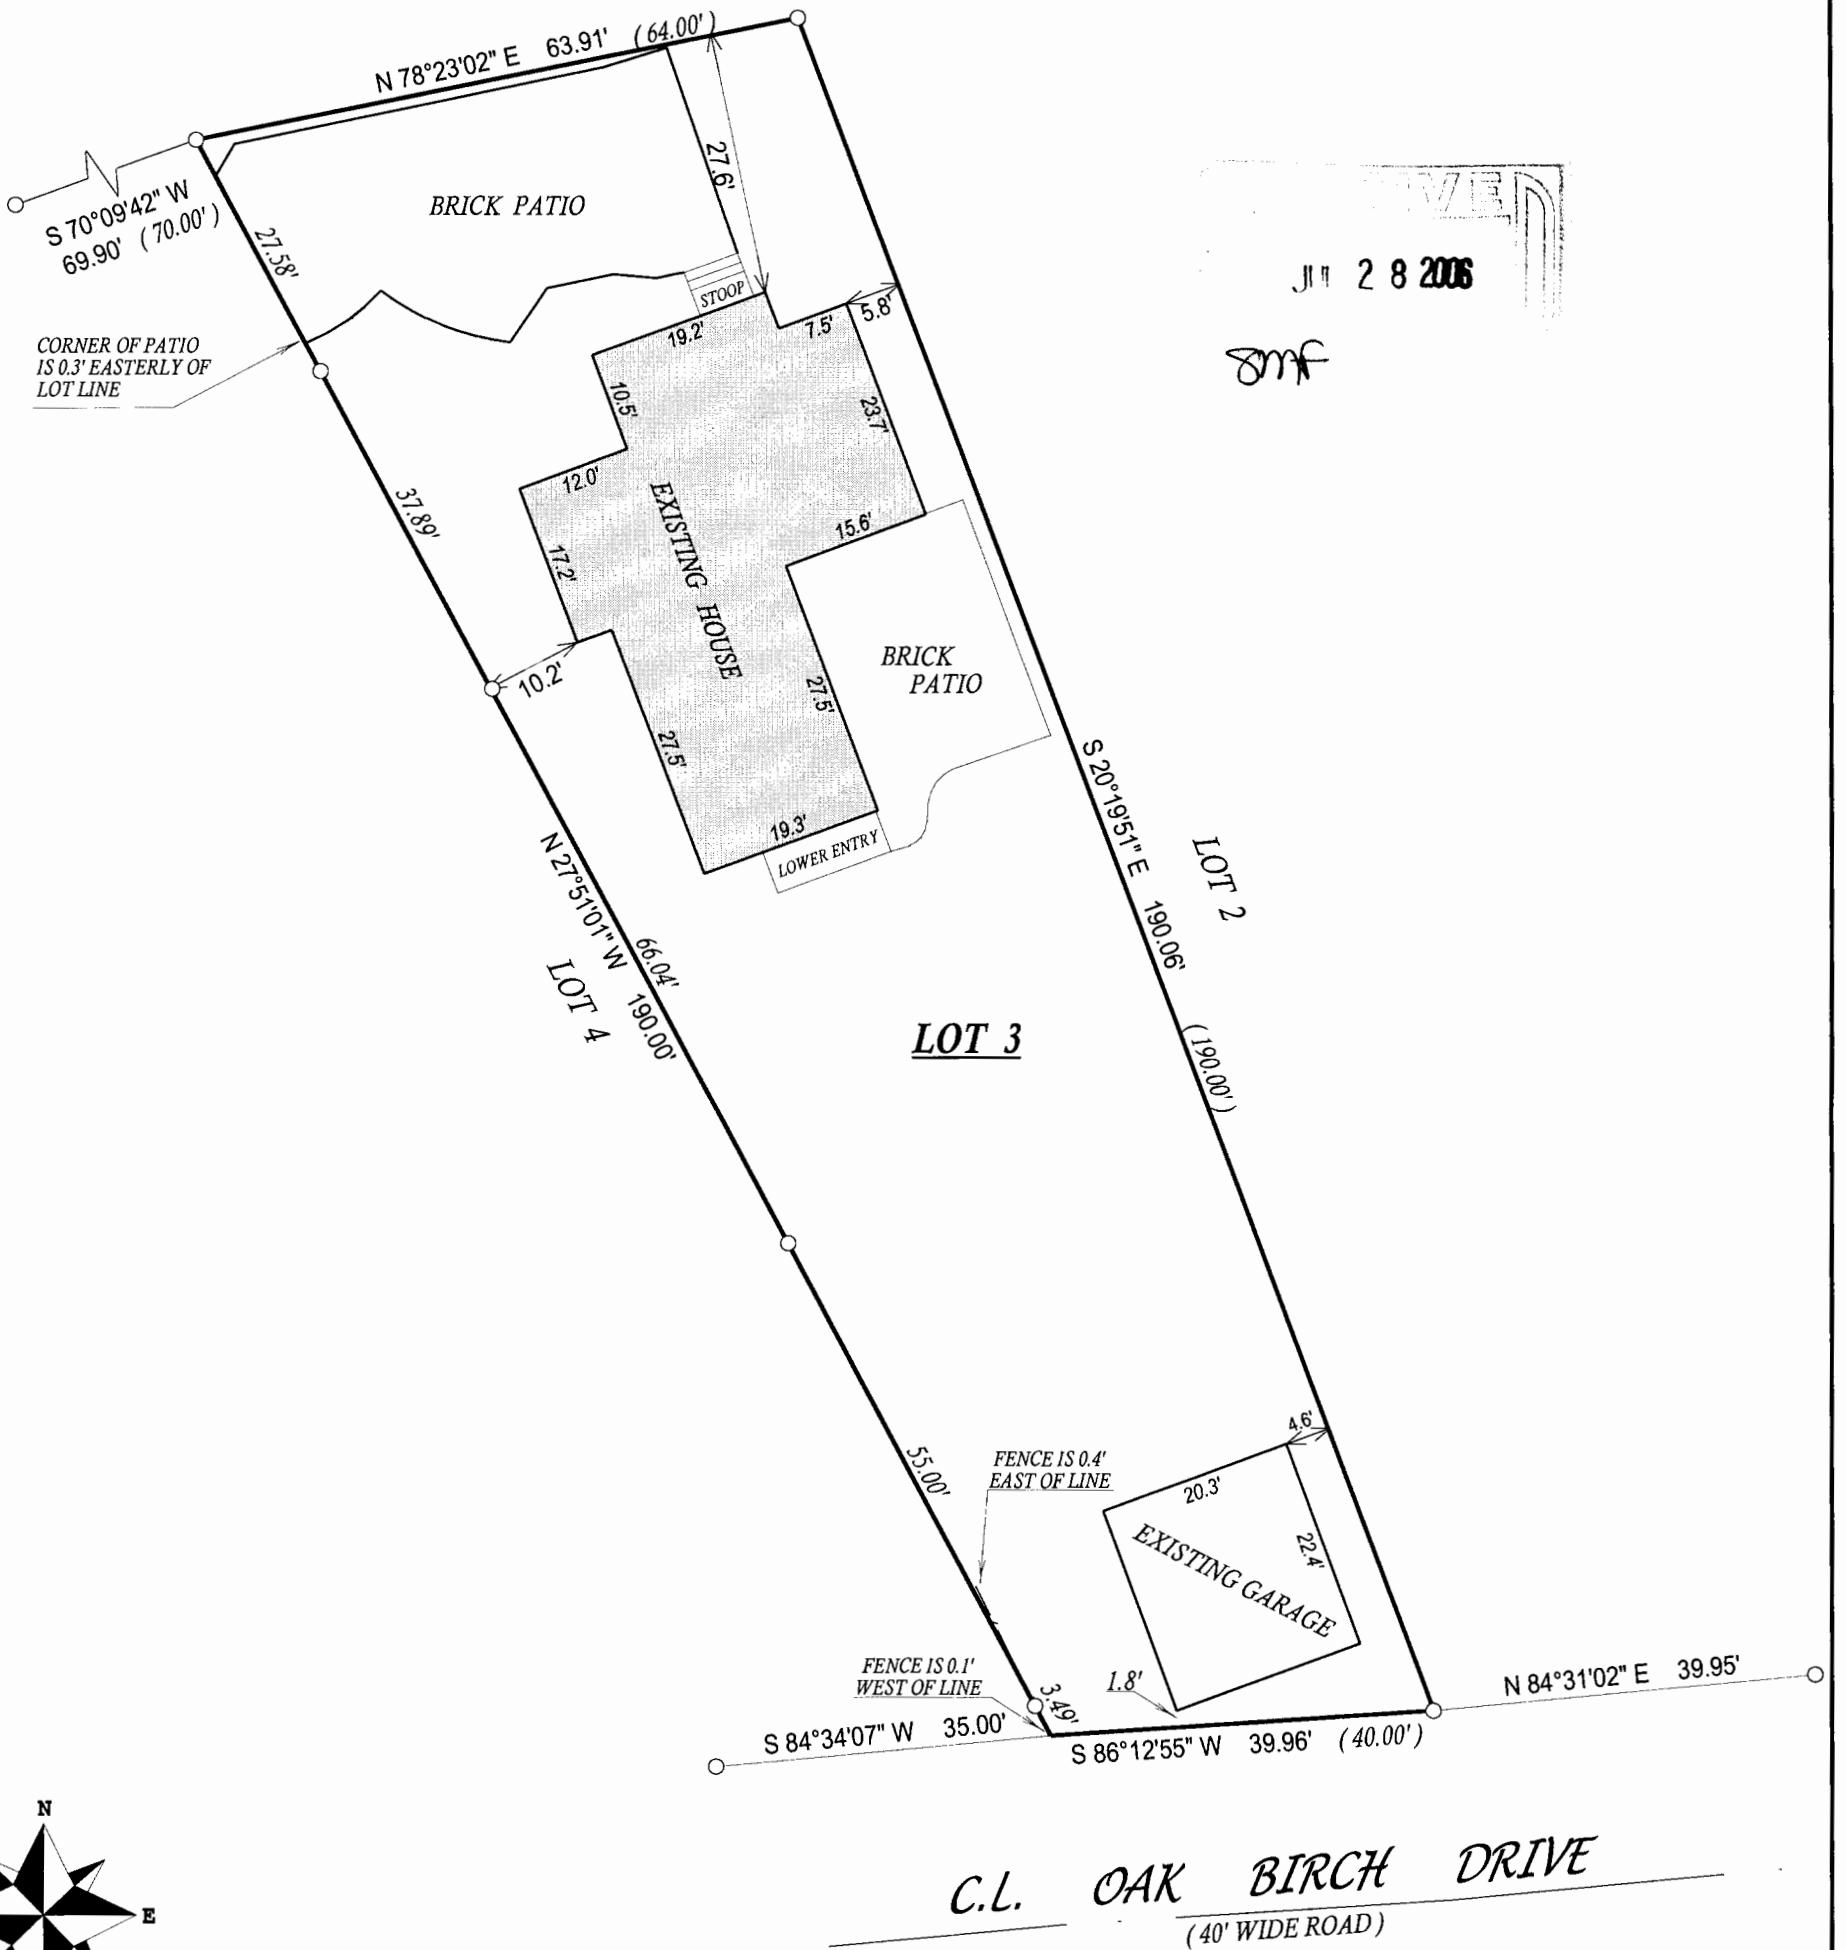 N 78°23'02" E 63.91' (64.00')
S 70°09'42" W
69.90' (70.00')
27.58'
BRICK PATIO
27.6'
STOOP
19.2'
7.5'
5.8'
CORNER OF PATIO
IS 0.3' EASTERLY OF
LOT LINE
10.5'
23.7'
12.0'
37.89'
17.2'
15.6'
EXISTING HOUSE
10.2'
BRICK
PATIO
27.5'
27.5'
19.3'
LOWER ENTRY
28 2006
S 20°19'51" E 190.06' (190.00')
LOT 2
N 27°51'01" W 190.00'
66.04'
LOT 4
LOT 3
55.00'
FENCE IS 0.4'
EAST OF LINE
4.6'
20.3'
22.4'
EXISTING GARAGE
FENCE IS 0.1'
WEST OF LINE
3.49'
1.8'
S 84°34'07" W 35.00'
S 86°12'55" W 39.96' (40.00')
N 84°31'02" E 39.95'
N
E
C.L. OAK BIRCH DRIVE
(40' WIDE ROAD)